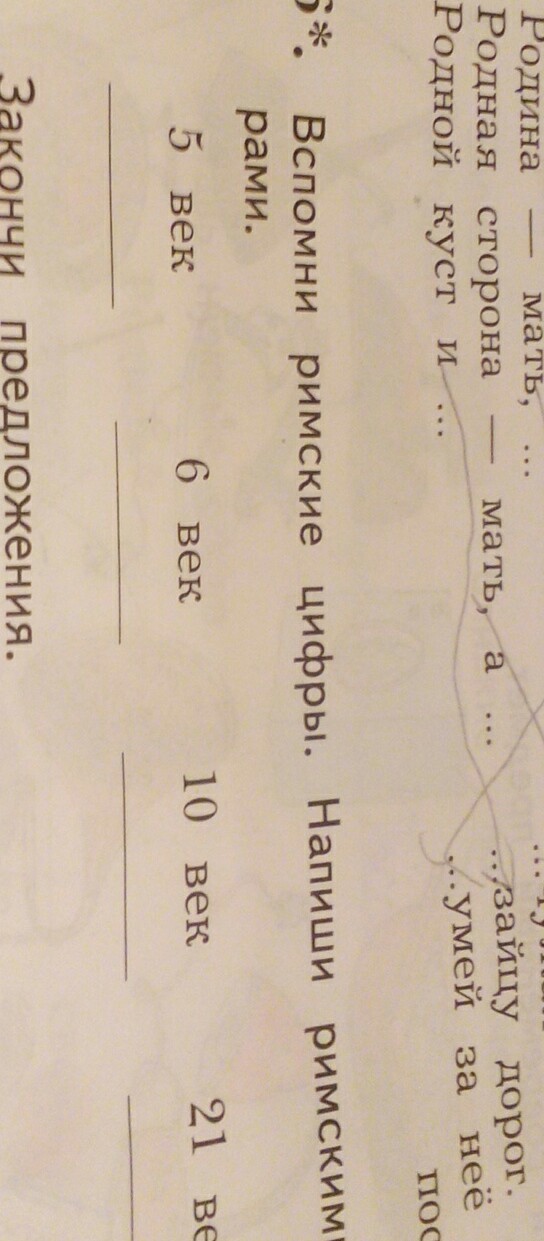 Родина — мать, ...
Родная сторона — мать, а ... ...зайцу дорог.
Родной куст и ... ...умей за неё
пос
6*. Вспомни римские цифры. Напиши римскими
рами.
5 век 6 век 10 век 21 ве
Закончи предложения.